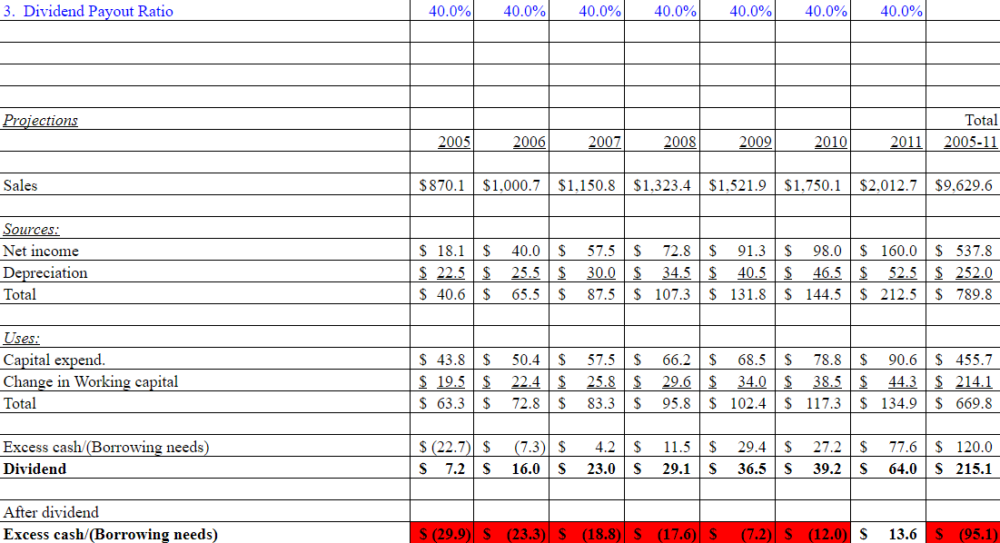 3. Dividend Payout Ratio 40.0% 40.0% 40.0% 40.0% 40.0% 40.0% 40.0%
Projections Total
2005 2006 2007 2008 2009 2010 2011 2005-11
Sales $870.1 $1,000.7 $1,150.8 $1,323.4 $1,521.9 $1,750.1 $2,012.7 $9,629.6
Sources:
Net income $ 18.1 $ 40.0 $ 57.5 $ 72.8 $ 91.3 $ 98.0 $ 160.0 $ 537.8
Depreciation $ 22.5 $ 25.5 $ 30.0 $ 34.5 $ 40.5 $ 46.5 $ 52.5 $ 252.0
Total $ 40.6 $ 65.5 $ 87.5 $ 107.3 $ 131.8 $ 144.5 $ 212.5 $ 789.8
Uses:
Capital expend. $ 43.8 $ 50.4 $ 57.5 $ 66.2 $ 68.5 $ 78.8 $ 90.6 $ 455.7
Change in Working capital $ 19.5 $ 22.4 $ 25.8 $ 29.6 $ 34.0 $ 38.5 $ 44.3 $ 214.1
Total $ 63.3 $ 72.8 $ 83.3 $ 95.8 $ 102.4 $ 117.3 $ 134.9 $ 669.8
Excess cash/(Borrowing needs) $ (22.7) $ (7.3) $ 4.2 $ 11.5 $ 29.4 $ 27.2 $ 77.6 $ 120.0
Dividend $ 7.2 $ 16.0 $ 23.0 $ 29.1 $ 36.5 $ 39.2 $ 64.0 $ 215.1
After dividend
Excess cash/(Borrowing needs) $ (29.9) $ (23.3) $ (18.8) $ (17.6) $ (7.2) $ (12.0) $ 13.6 $ (95.1)